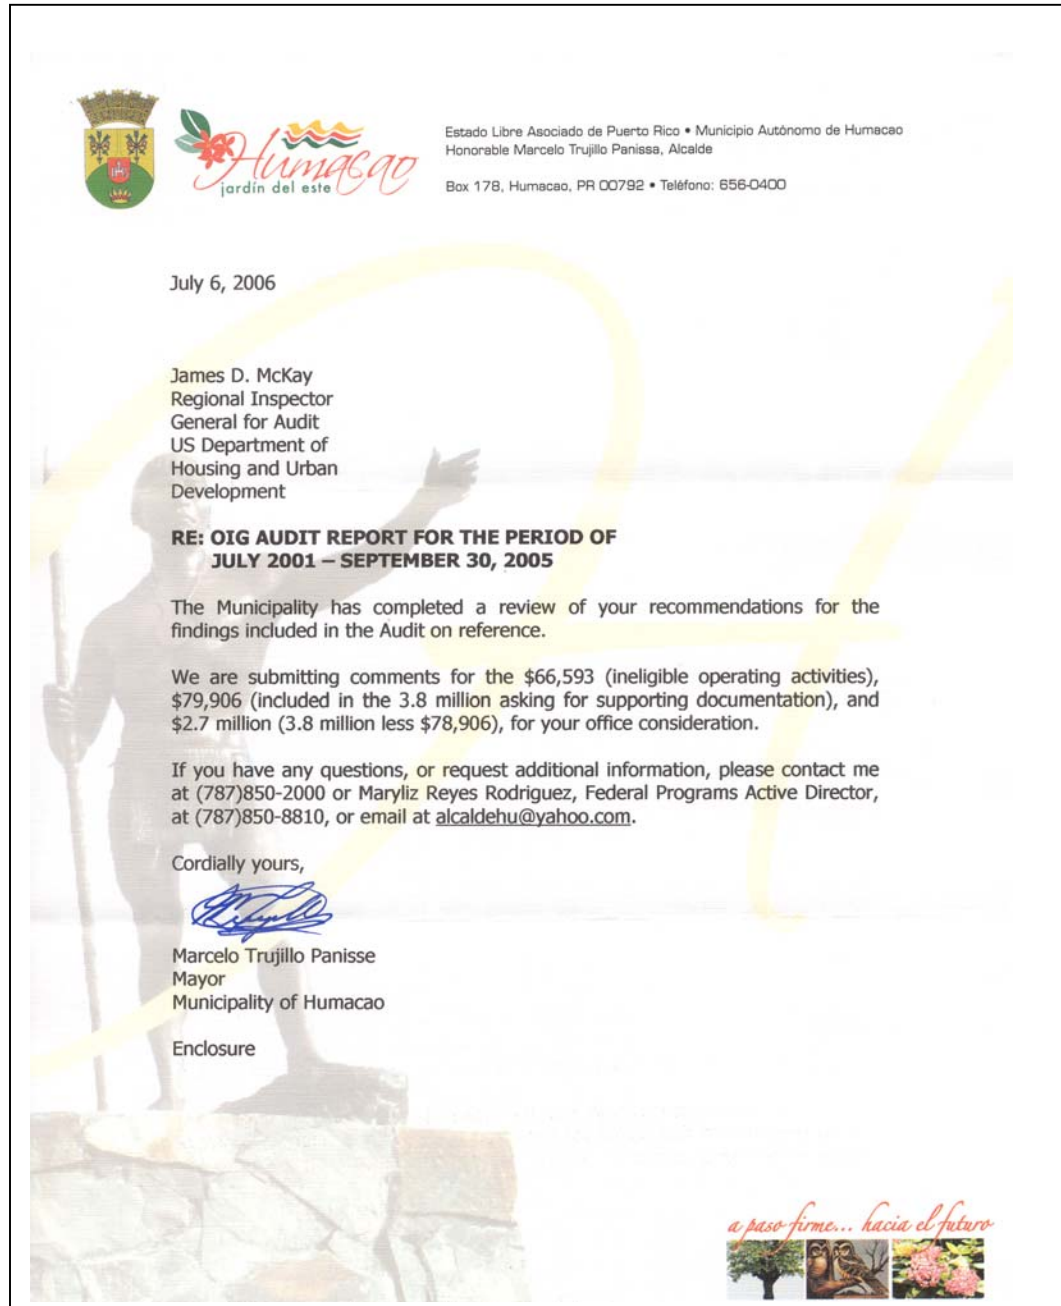 Humacao
jardín del este
Estado Libre Asociado de Puerto Rico • Municipio Autónomo de Humacao
Honorable Marcelo Trujillo Panissa, Alcalde
Box 178, Humacao, PR 00792 • Teléfono: 656-0400
July 6, 2006
James D. McKay
Regional Inspector
General for Audit
US Department of
Housing and Urban
Development
RE: OIG AUDIT REPORT FOR THE PERIOD OF
JULY 2001 – SEPTEMBER 30, 2005
The Municipality has completed a review of your recommendations for the
findings included in the Audit on reference.
We are submitting comments for the $66,593 (ineligible operating activities),
$79,906 (included in the 3.8 million asking for supporting documentation), and
$2.7 million (3.8 million less $78,906), for your office consideration.
If you have any questions, or request additional information, please contact me
at (787)850-2000 or Maryliz Reyes Rodriguez, Federal Programs Active Director,
at (787)850-8810, or email at alcaldehu@yahoo.com.
Cordially yours,
Marcelo Trujillo Panisse
Mayor
Municipality of Humacao
Enclosure
a paso firme... hacia el futuro